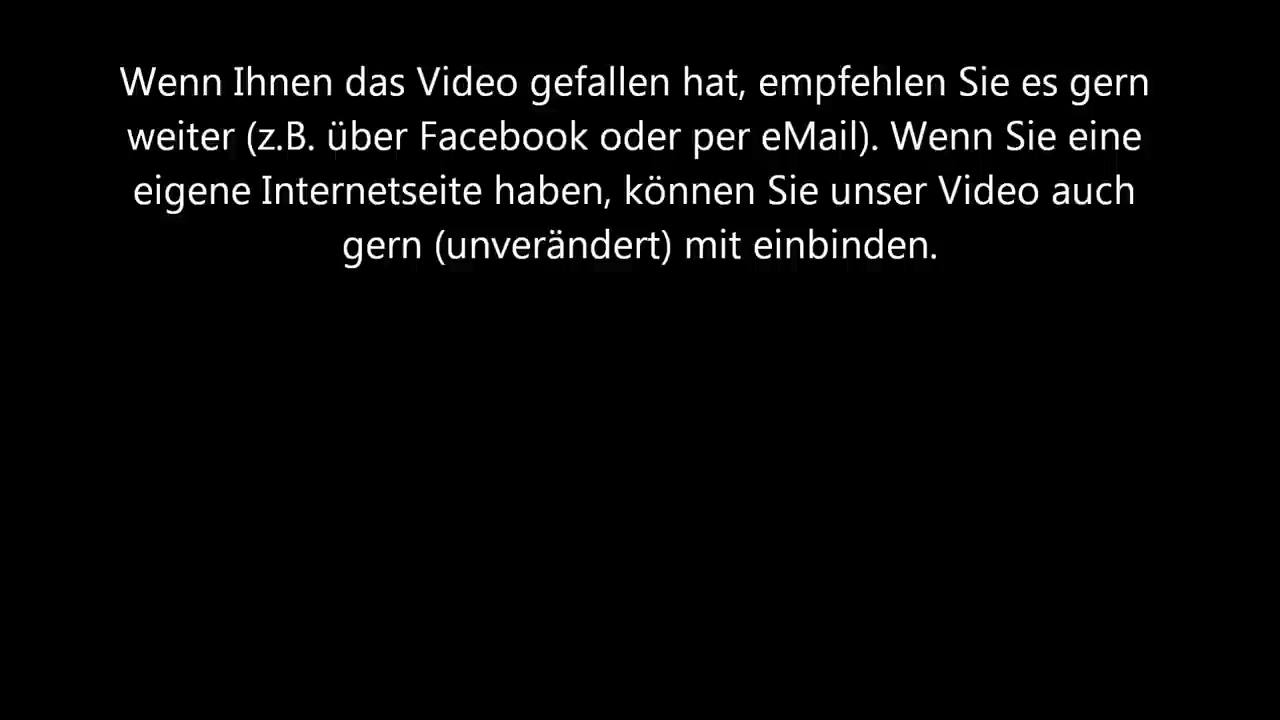 Wenn Ihnen das Video gefallen hat, empfehlen Sie es gern
weiter (z.B. über Facebook oder per eMail). Wenn Sie eine
eigene Internetseite haben, können Sie unser Video auch
gern (unverändert) mit einbinden.